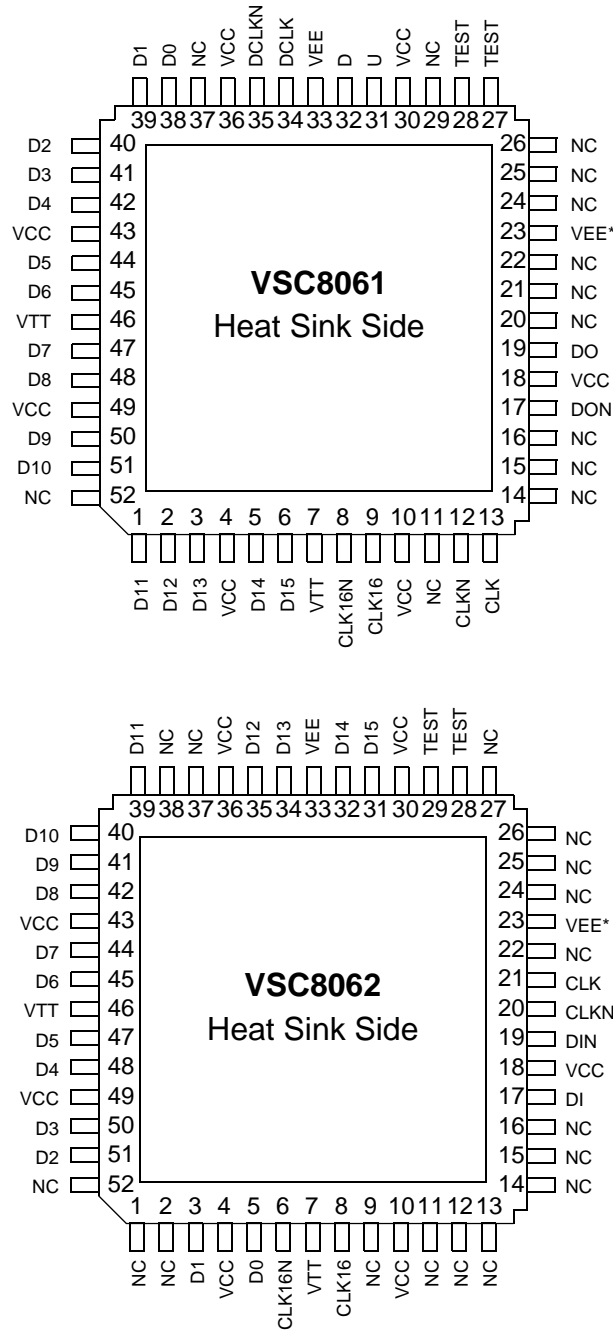 D1 D0 NC VCC DCLKN DCLK VEE D U VCC NC TEST TEST
39 38 37 36 35 34 33 32 31 30 29 28 27
D2 40 26 NC
D3 41 25 NC
D4 42 24 NC
VCC 43 23 VEE*
D5 44 22 NC
D6 45 21 NC
VTT 46 20 NC
D7 47 19 DO
D8 48 18 VCC
VCC 49 17 DON
D9 50 16 NC
D10 51 15 NC
NC 52 14 NC
VSC8061
Heat Sink Side
1 2 3 4 5 6 7 8 9 10 11 12 13
D11 D12 D13 VCC D14 D15 VTT CLK16N CLK16 VCC NC CLKN CLK
D11 NC NC VCC D12 D13 VEE D14 D15 VCC TEST TEST NC
39 38 37 36 35 34 33 32 31 30 29 28 27
D10 40 26 NC
D9 41 25 NC
D8 42 24 NC
VCC 43 23 VEE*
D7 44 22 NC
D6 45 21 CLK
VTT 46 20 CLKN
D5 47 19 DIN
D4 48 18 VCC
VCC 49 17 DI
D3 50 16 NC
D2 51 15 NC
NC 52 14 NC
VSC8062
Heat Sink Side
1 2 3 4 5 6 7 8 9 10 11 12 13
NC NC D1 VCC D0 CLK16N VTT CLK16 NC VCC NC NC NC